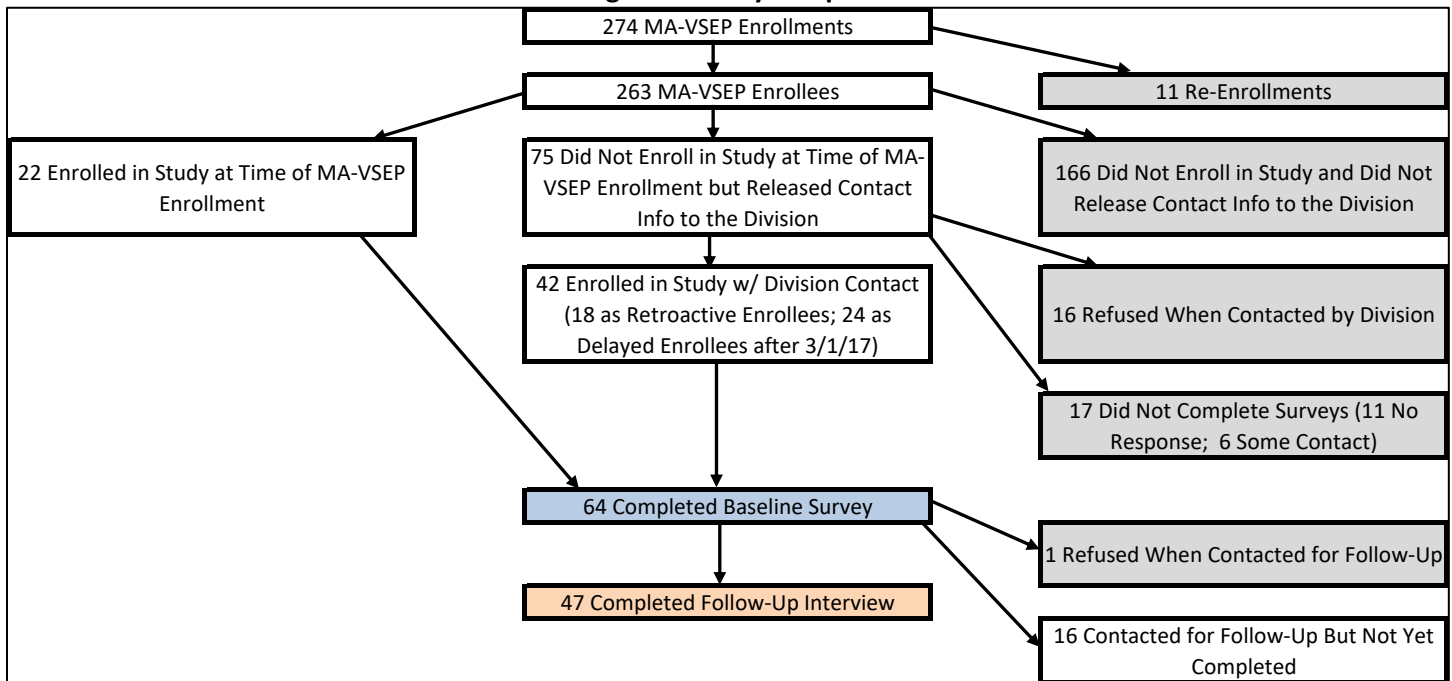 274 MA-VSEP Enrollments
263 MA-VSEP Enrollees
11 Re-Enrollments
22 Enrolled in Study at Time of MA-VSEP
Enrollment
75 Did Not Enroll in Study at Time of MA-
VSEP Enrollment but Released Contact
Info to the Division
166 Did Not Enroll in Study and Did Not
Release Contact Info to the Division
42 Enrolled in Study w/ Division Contact
(18 as Retroactive Enrollees; 24 as
Delayed Enrollees after 3/1/17)
16 Refused When Contacted by Division
17 Did Not Complete Surveys (11 No
Response; 6 Some Contact)
64 Completed Baseline Survey
1 Refused When Contacted for Follow-Up
47 Completed Follow-Up Interview
16 Contacted for Follow-Up But Not Yet
Completed